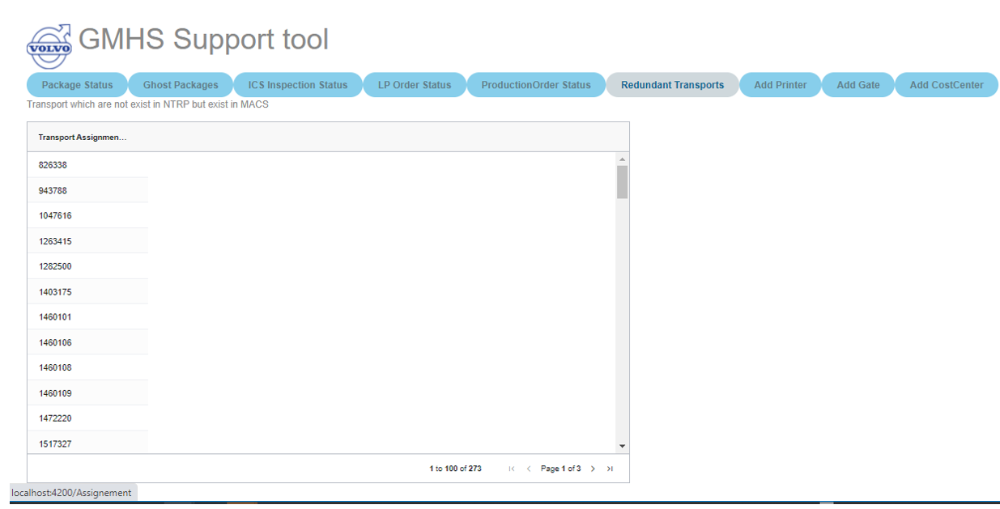 VOLVO
GMHS Support tool
Package Status Ghost Packages ICS Inspection Status LP Order Status ProductionOrder Status Redundant Transports Add Printer Add Gate Add CostCenter
Transport which are not exist in NTRP but exist in MACS
Transport Assignmen...
826338
943788
1047616
1263415
1282500
1403175
1460101
1460106
1460108
1460109
1472220
1517327
1 to 100 of 273 Page 1 of 3
localhost:4200/Assignement